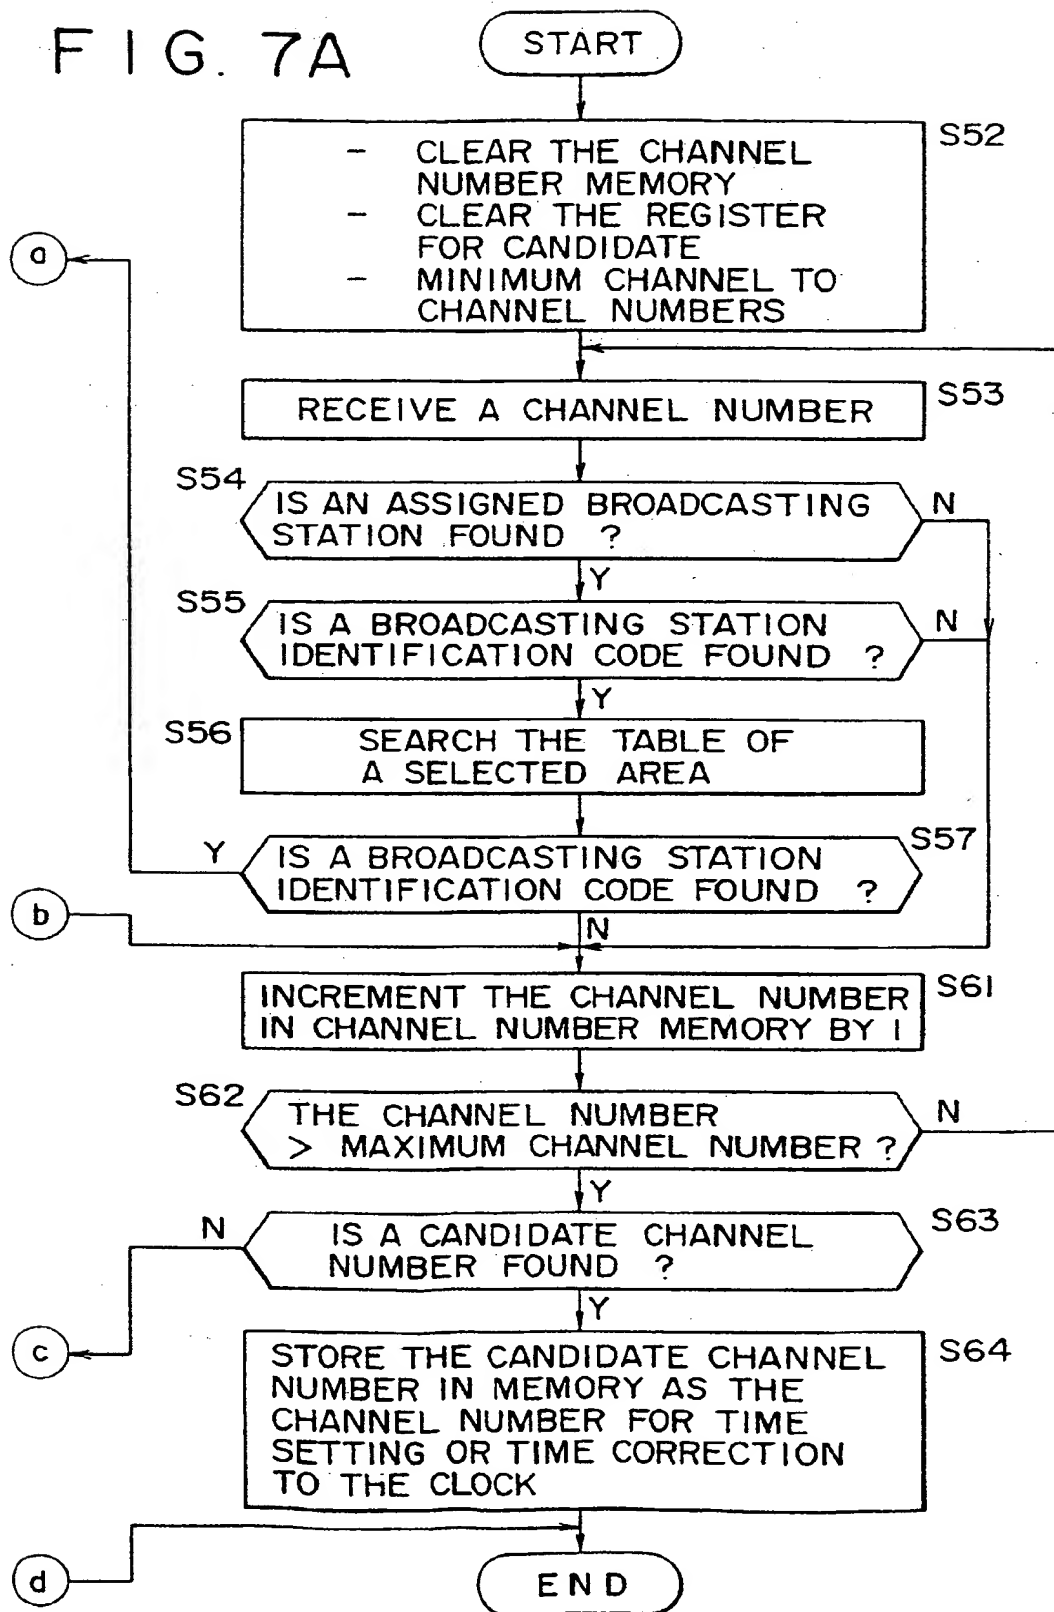 FIG. 7A
START
S52
- CLEAR THE CHANNEL
NUMBER MEMORY
- CLEAR THE REGISTER
FOR CANDIDATE
- MINIMUM CHANNEL TO
CHANNEL NUMBERS
a
S53
RECEIVE A CHANNEL NUMBER
S54
IS AN ASSIGNED BROADCASTING
STATION FOUND ?
N
Y
S55
IS A BROADCASTING STATION
IDENTIFICATION CODE FOUND ?
N
Y
S56
SEARCH THE TABLE OF
A SELECTED AREA
S57
Y
IS A BROADCASTING STATION
IDENTIFICATION CODE FOUND ?
b
N
S61
INCREMENT THE CHANNEL NUMBER
IN CHANNEL NUMBER MEMORY BY 1
S62
THE CHANNEL NUMBER
> MAXIMUM CHANNEL NUMBER ?
N
Y
S63
N
IS A CANDIDATE CHANNEL
NUMBER FOUND ?
Y
c
S64
STORE THE CANDIDATE CHANNEL
NUMBER IN MEMORY AS THE
CHANNEL NUMBER FOR TIME
SETTING OR TIME CORRECTION
TO THE CLOCK
d
END